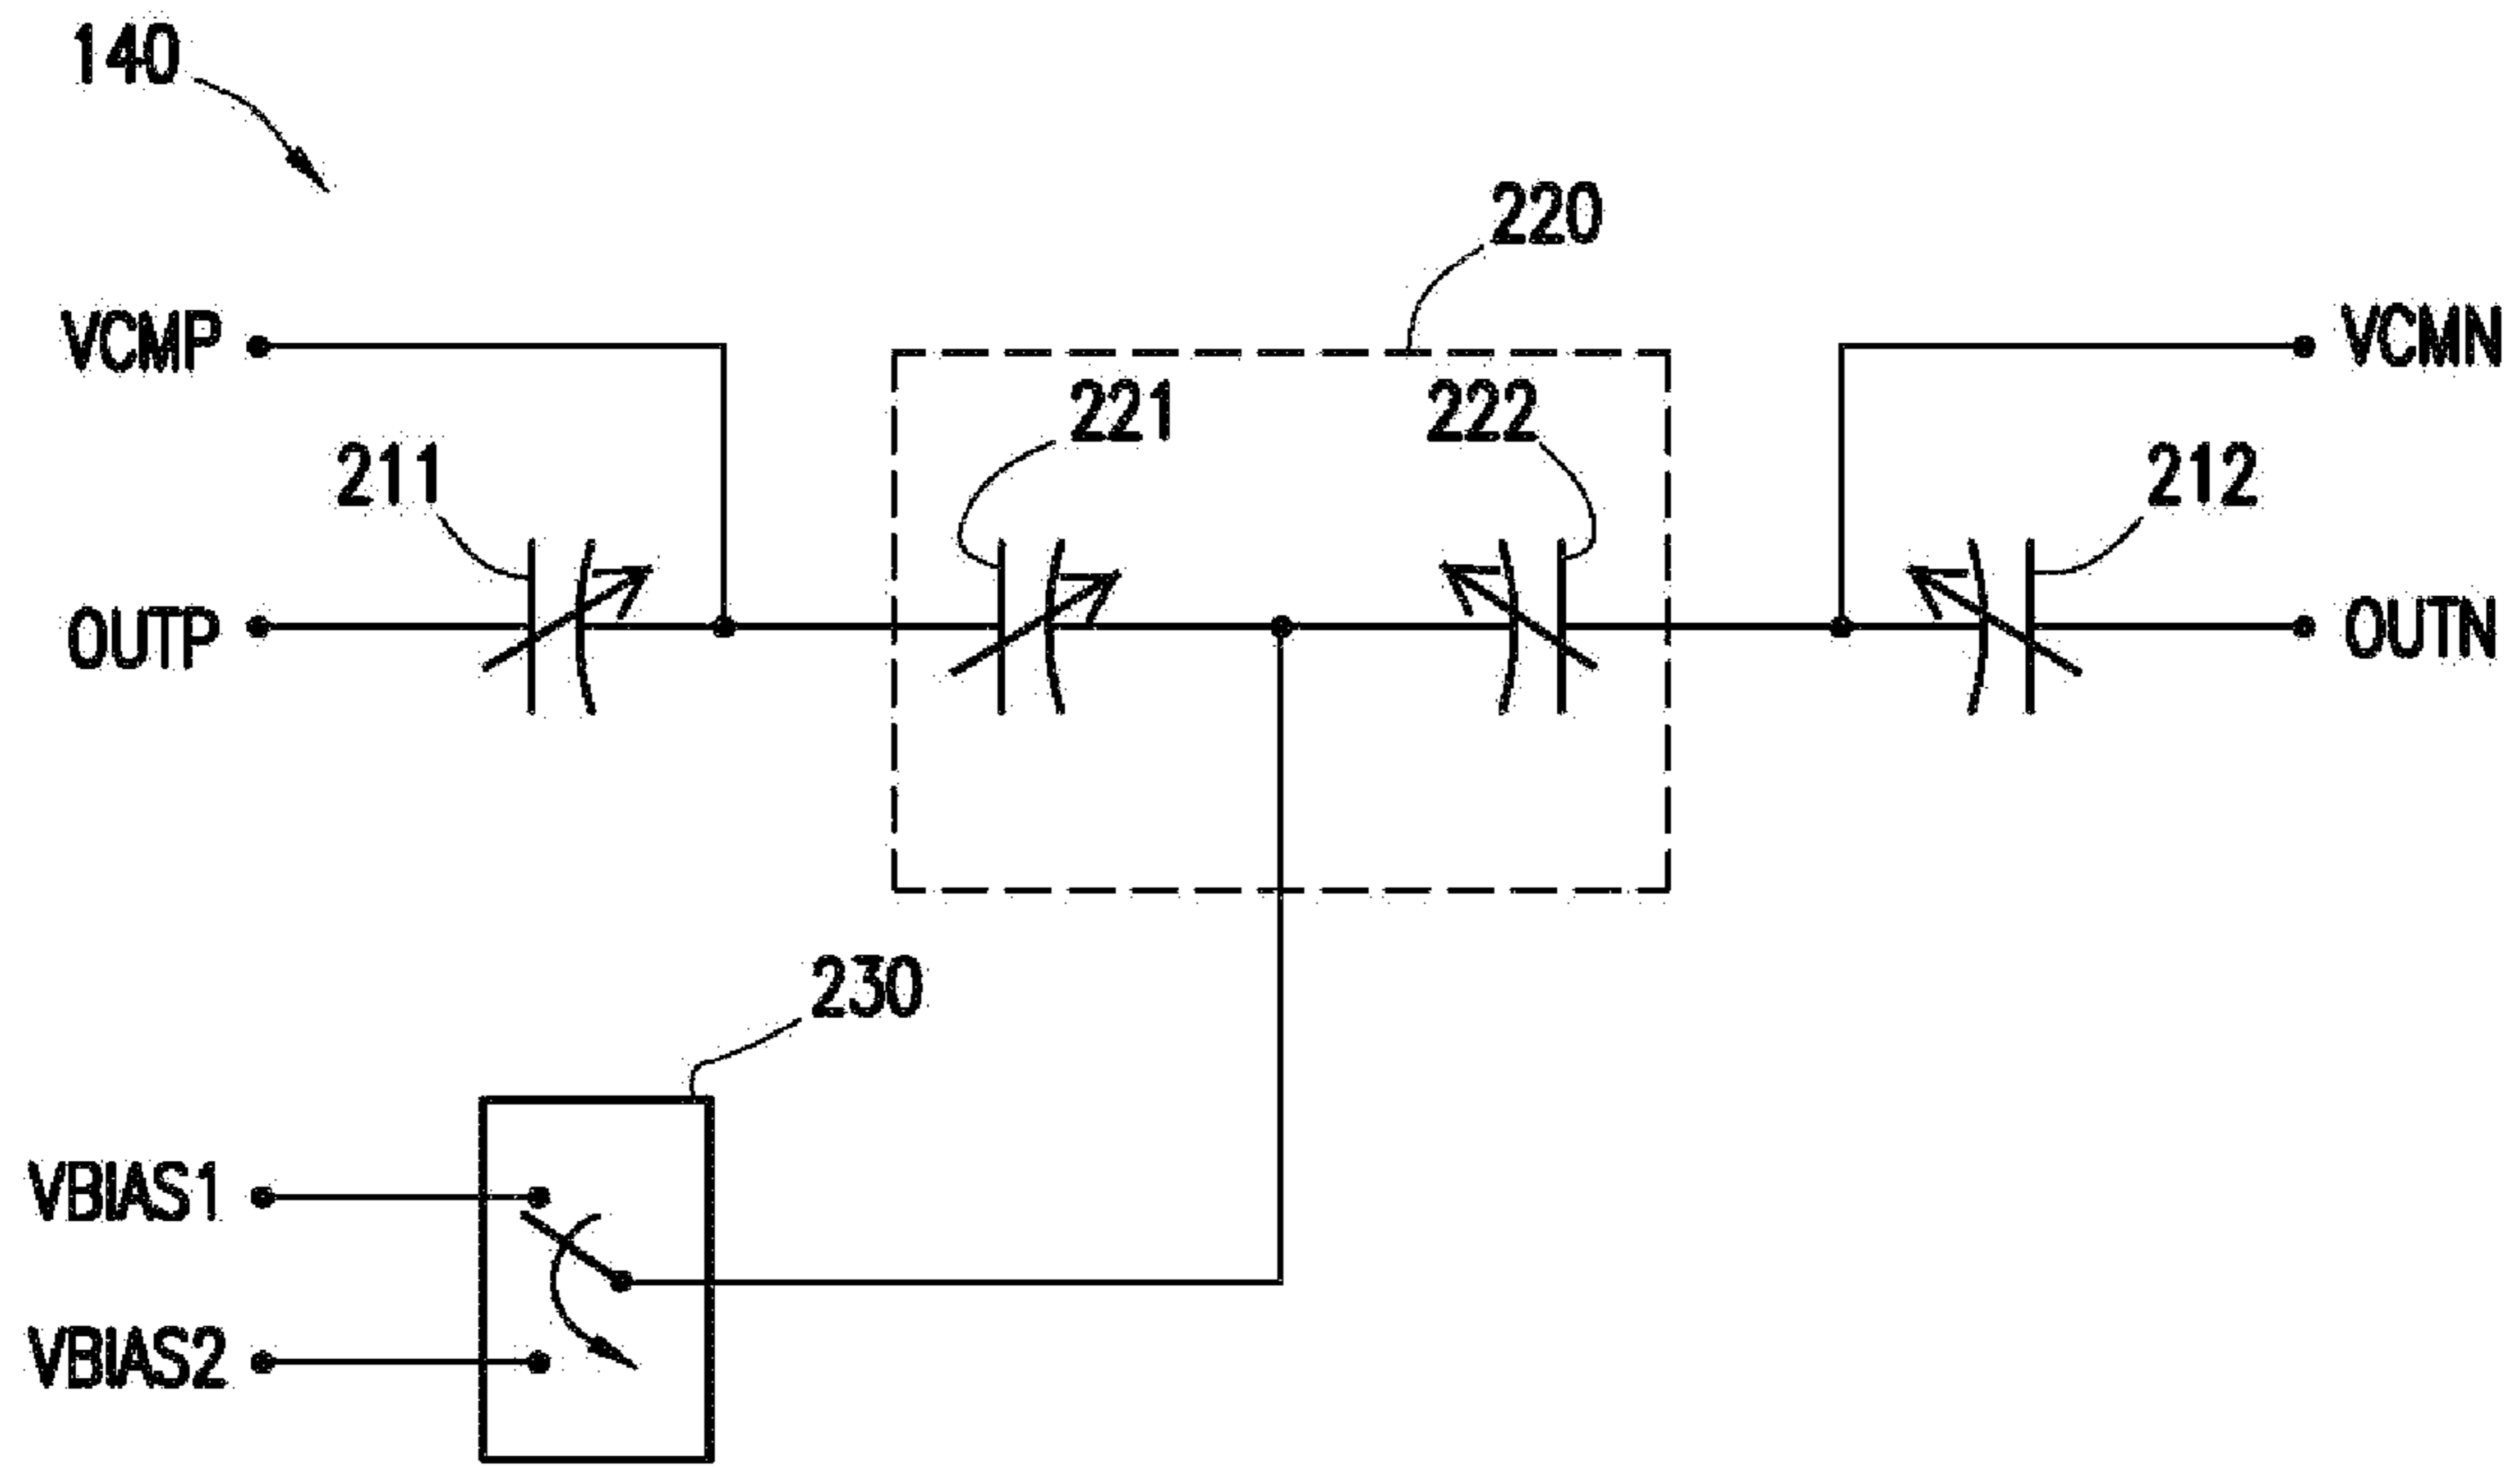 140
220
VCMP
VCMN
221
222
211
212
OUTP
OUTN
230
VBIAS1
VBIAS2